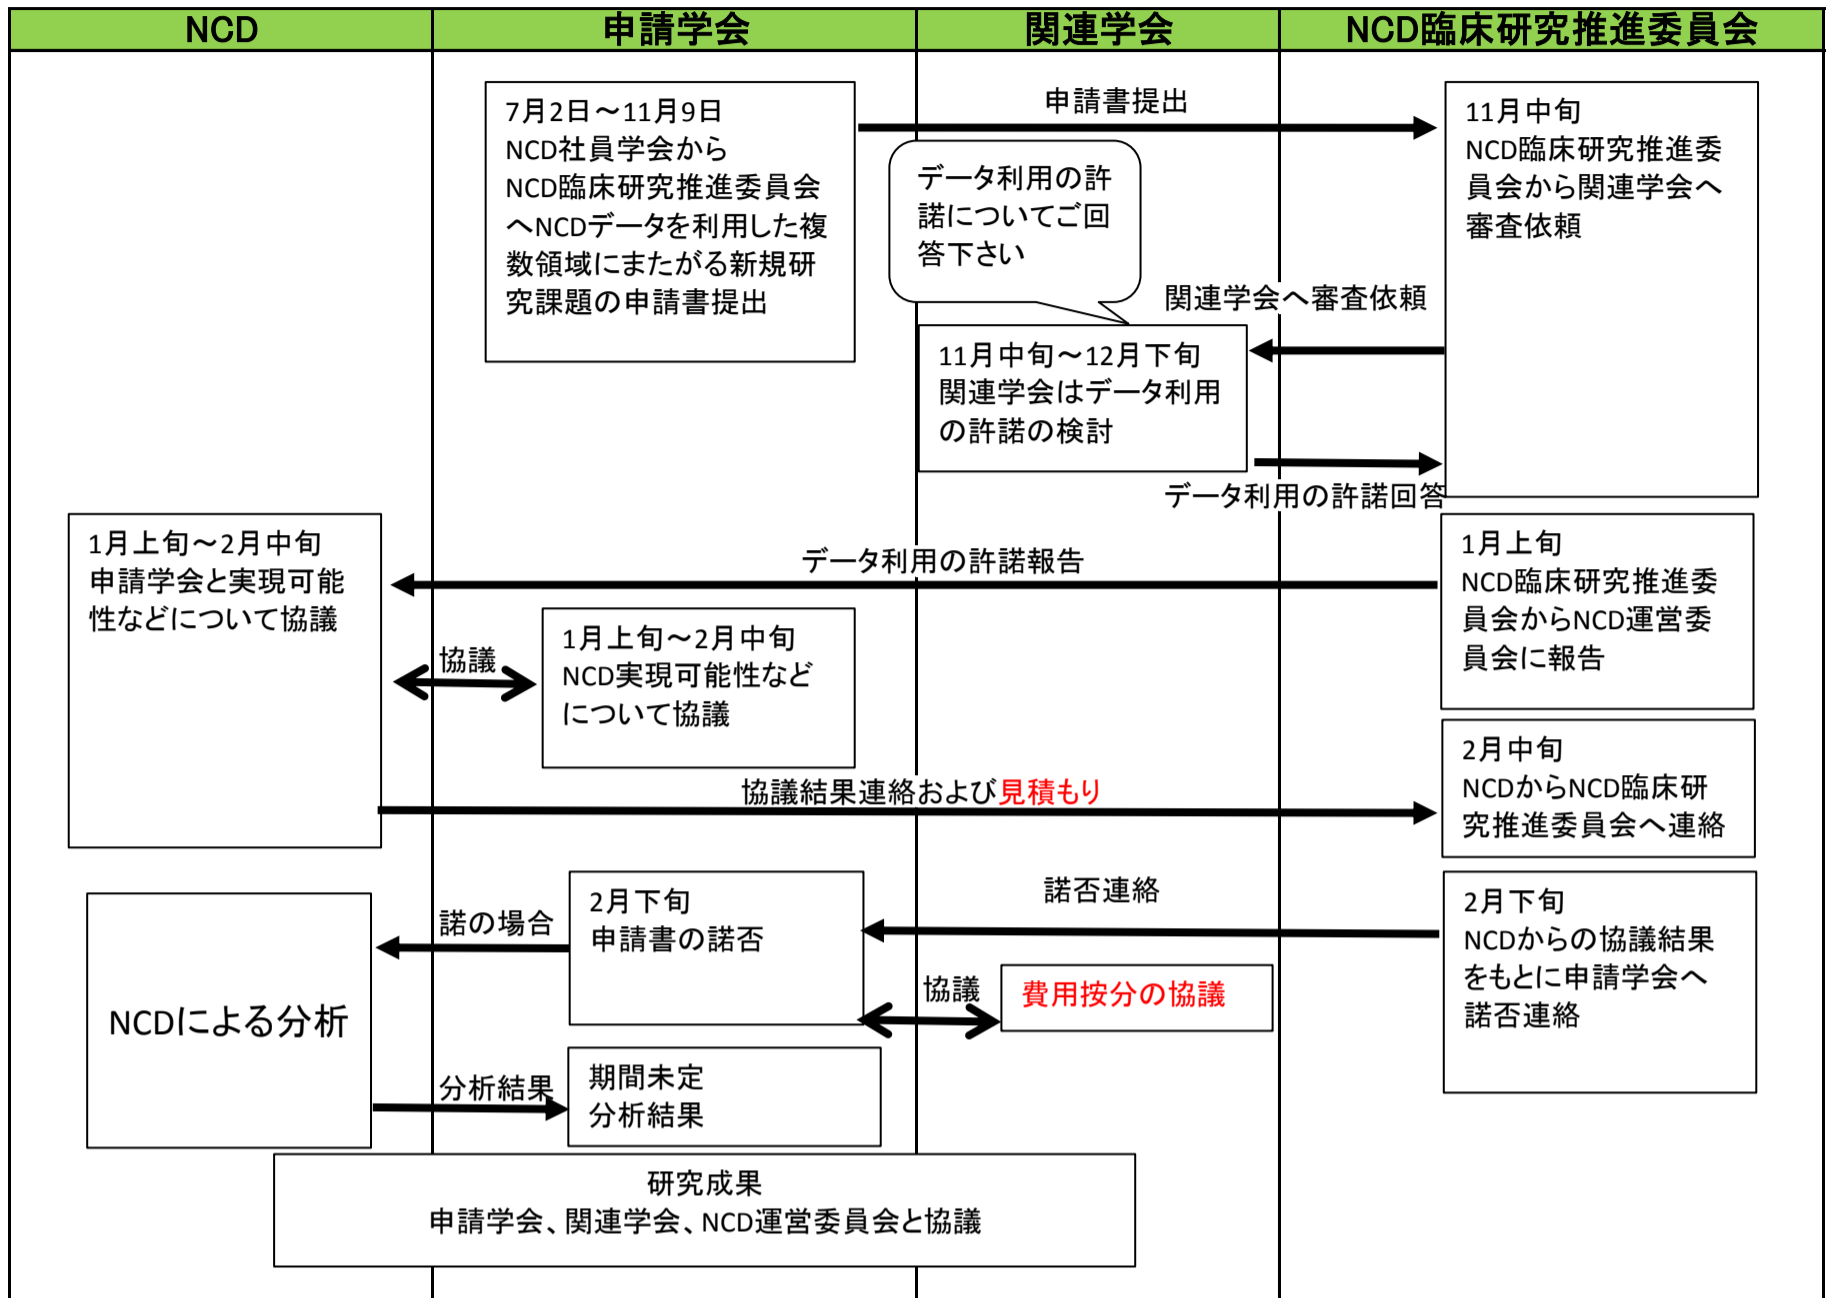 NCD
申請学会
関連学会
NCD臨床研究推進委員会
7月2日～11月9日
NCD社員学会から
NCD臨床研究推進委員会
へNCDデータを利用した複
数領域にまたがる新規研
究課題の申請書提出
申請書提出
11月中旬
NCD臨床研究推進委
員会から関連学会へ
審査依頼
データ利用の許
諾についてご回
答下さい
関連学会へ審査依頼
11月中旬～12月下旬
関連学会はデータ利用
の許諾の検討
データ利用の許諾回答
1月上旬
NCD臨床研究推進委
員会からNCD運営委
員会に報告
データ利用の許諾報告
1月上旬～2月中旬
申請学会と実現可能
性などについて協議
協議
1月上旬～2月中旬
NCD実現可能性など
について協議
協議結果連絡および見積もり
2月中旬
NCDからNCD臨床研
究推進委員会へ連絡
2月下旬
NCDからの協議結果
をもとに申請学会へ
諾否連絡
諾否連絡
2月下旬
申請書の諾否
諾の場合
協議
費用按分の協議
NCDによる分析
分析結果
期間未定
分析結果
研究成果
申請学会、関連学会、NCD運営委員会と協議